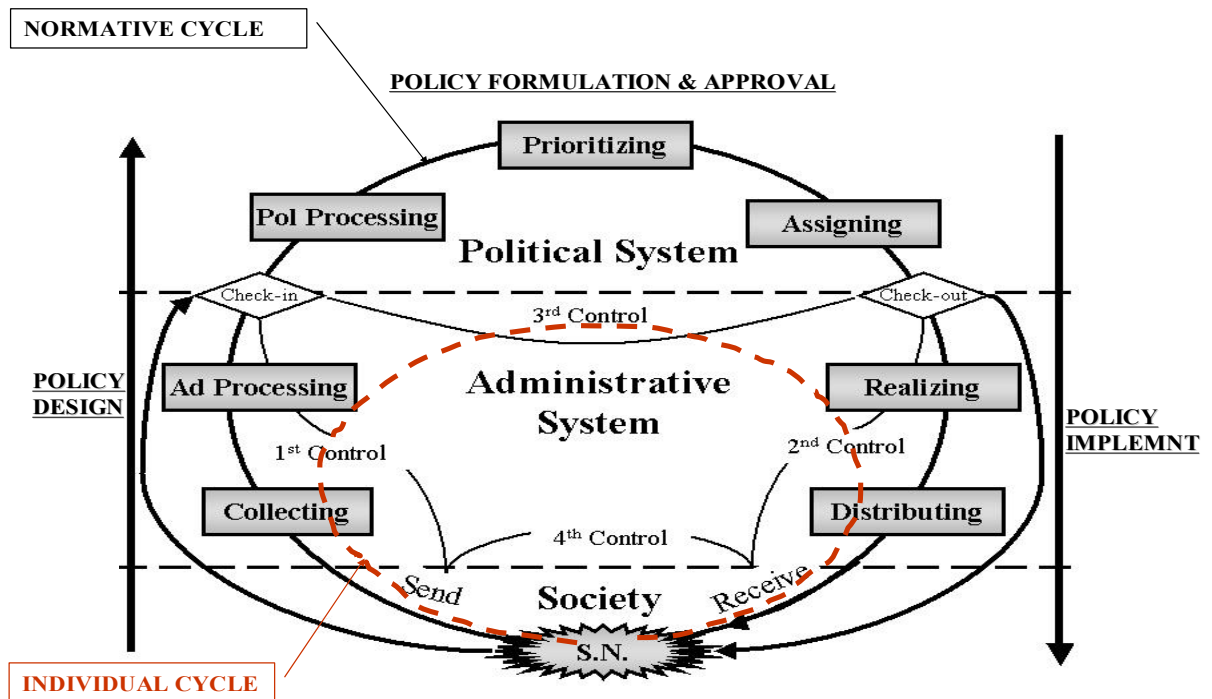 NORMATIVE CYCLE
POLICY FORMULATION & APPROVAL
Prioritizing
Pol Processing
Assigning
Political System
Check-in
Check-out
3rd Control
POLICY
DESIGN
Ad Processing
Administrative
System
Realizing
POLICY
IMPLEMNT
1st Control
2nd Control
Collecting
Distributing
4th Control
Send
Society
Receive
S.N.
INDIVIDUAL CYCLE